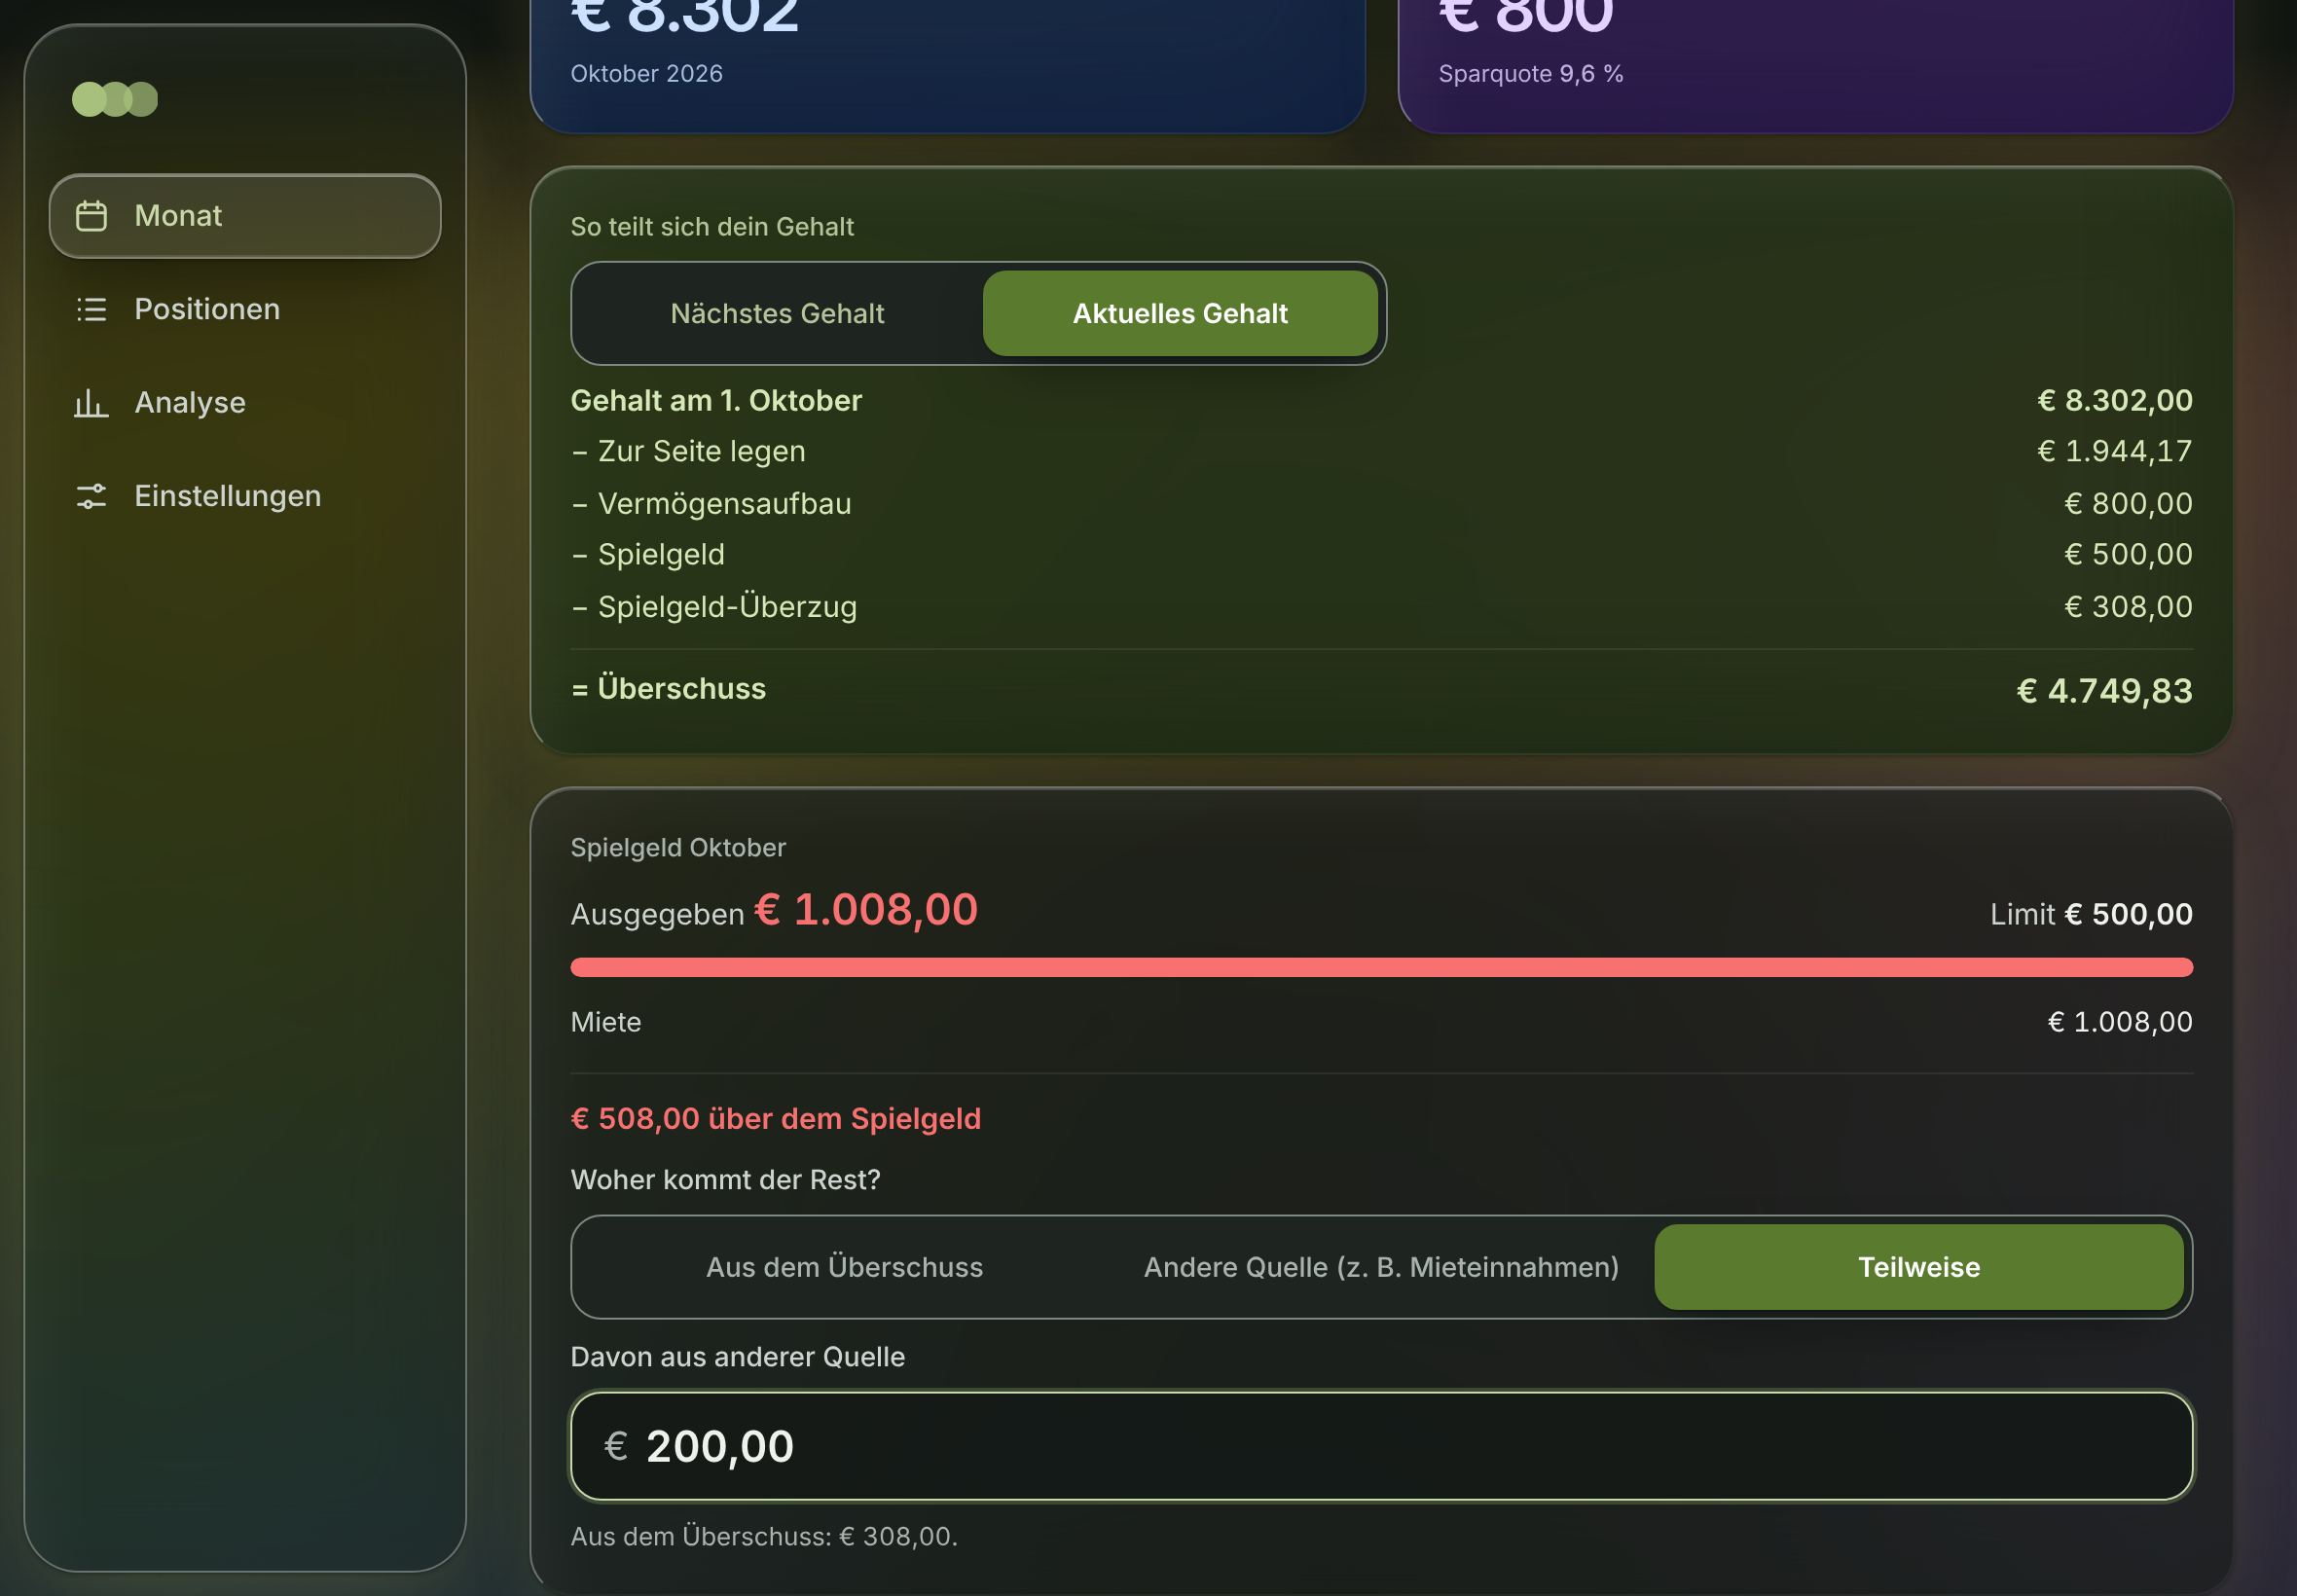 € 8.302
Oktober 2026
€ 800
Sparquote 9,6 %
Monat
Positionen
Analyse
Einstellungen
So teilt sich dein Gehalt
Nächstes Gehalt
Aktuelles Gehalt
Gehalt am 1. Oktober € 8.302,00
− Zur Seite legen € 1.944,17
− Vermögensaufbau € 800,00
− Spielgeld € 500,00
− Spielgeld-Überzug € 308,00
= Überschuss € 4.749,83
Spielgeld Oktober
Ausgegeben € 1.008,00 Limit € 500,00
Miete € 1.008,00
€ 508,00 über dem Spielgeld
Woher kommt der Rest?
Aus dem Überschuss
Andere Quelle (z. B. Mieteinnahmen)
Teilweise
Davon aus anderer Quelle
€ 200,00
Aus dem Überschuss: € 308,00.